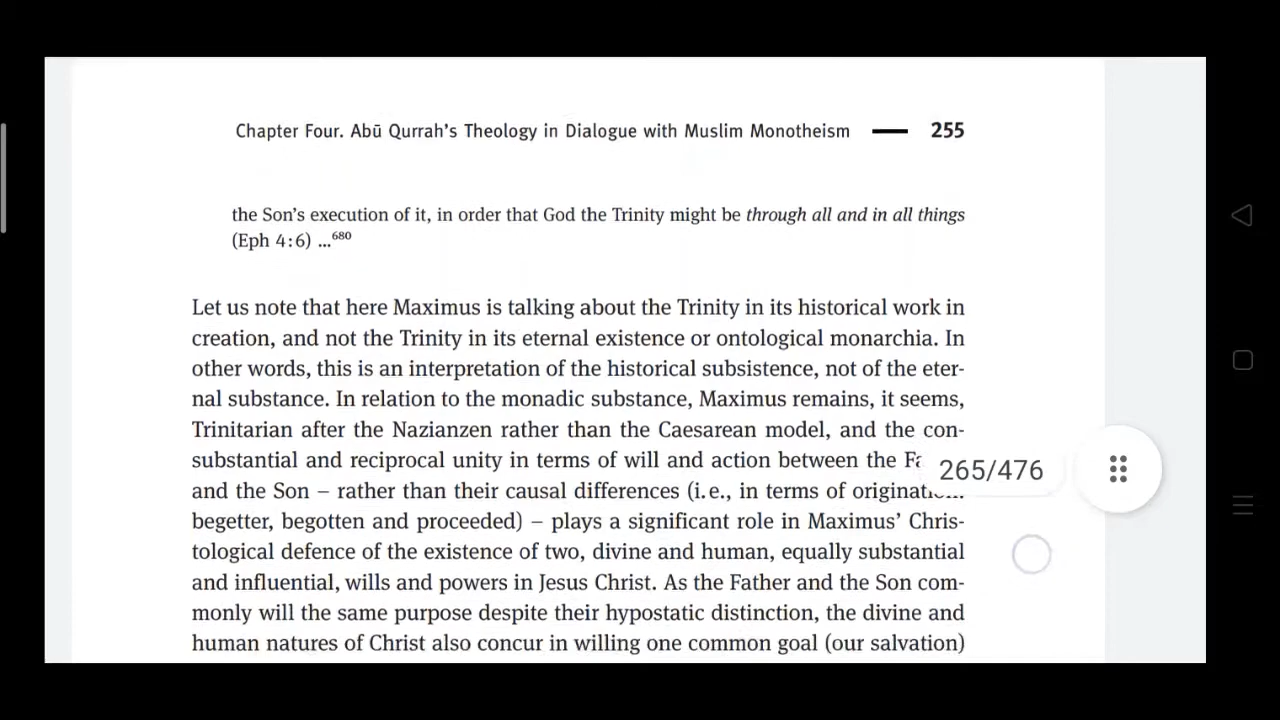 Chapter Four. Abū Qurrah's Theology in Dialogue with Muslim Monotheism — 255
the Son's execution of it, in order that God the Trinity might be through all and in all things
(Eph 4:6) ...⁶⁸⁰
Let us note that here Maximus is talking about the Trinity in its historical work in
creation, and not the Trinity in its eternal existence or ontological monarchia. In
other words, this is an interpretation of the historical subsistence, not of the eter-
nal substance. In relation to the monadic substance, Maximus remains, it seems,
Trinitarian after the Nazianzen rather than the Caesarean model, and the con-
substantial and reciprocal unity in terms of will and action between the
265/476
and the Son – rather than their causal differences (i.e., in terms of
begetter, begotten and proceeded) – plays a significant role in Maximus' Chris-
tological defence of the existence of two, divine and human, equally substantial
and influential, wills and powers in Jesus Christ. As the Father and the Son com-
monly will the same purpose despite their hypostatic distinction, the divine and
human natures of Christ also concur in willing one common goal (our salvation)